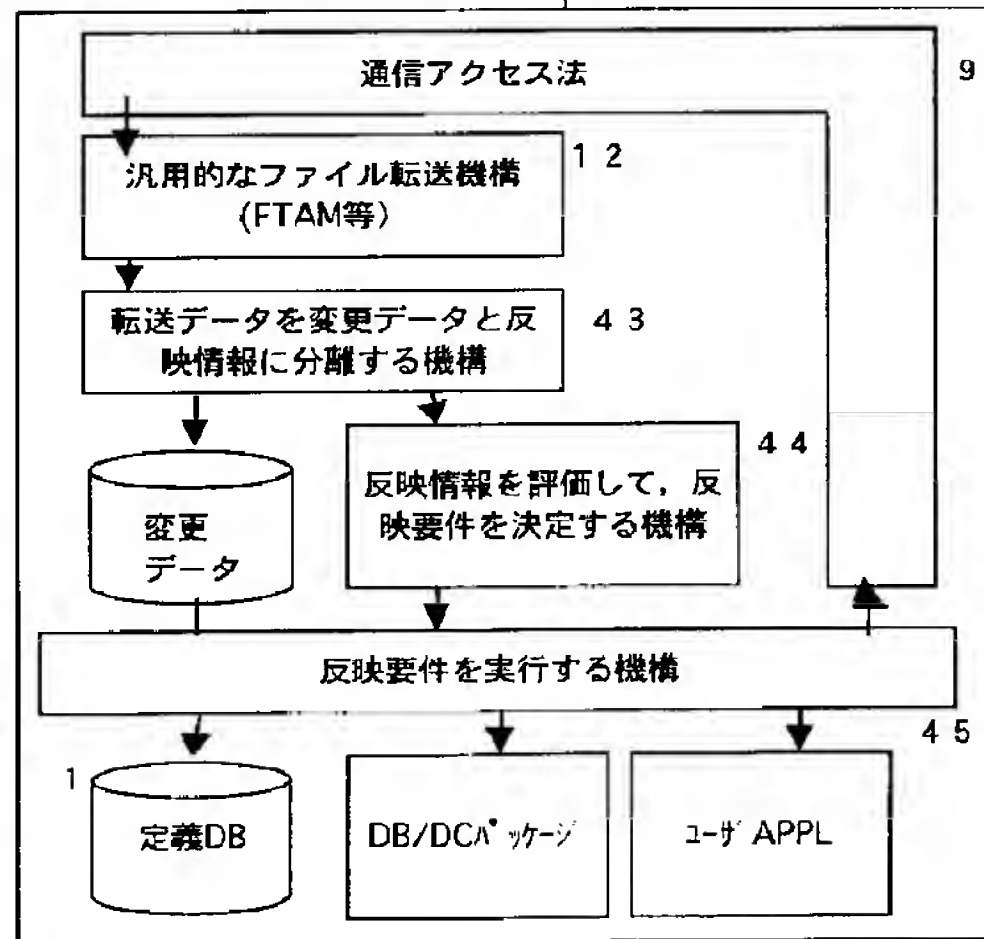 通信アクセス法
9
汎用的なファイル転送機構
(FTAM等)
12
転送データを変更データと反
映情報に分離する機構
43
変更
データ
反映情報を評価して，反
映要件を決定する機構
44
反映要件を実行する機構
45
1
定義DB
DB/DCﾊﾟｯｹｰｼﾞ
ﾕｰｻﾞAPPL